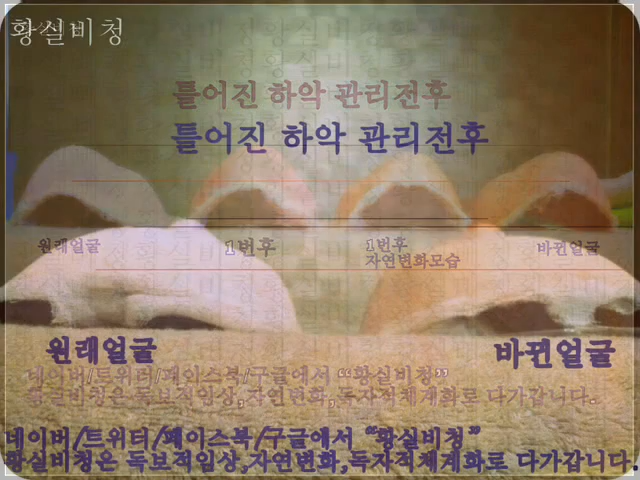 황실비청
틀어진 하악 관리전후
틀어진 하악 관리전후
원래얼굴 1번후 1번후 바뀐얼굴
자연변화모습
원래얼굴 바뀐얼굴
네이버/트위터/페이스북/구글에서 “황실비청”
황실비청은 독보적임상,자연변화,독자적체계화로 다가갑니다.
네이버/트위터/페이스북/구글에서 “황실비청”
황실비청은 독보적임상,자연변화,독자적체계화로 다가갑니다.